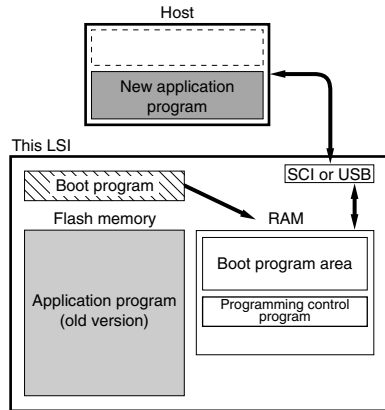 Host
New application
program
This LSI
SCI or USB
Boot program
Flash memory
RAM
Boot program area
Application program
(old version)
Programming control
program